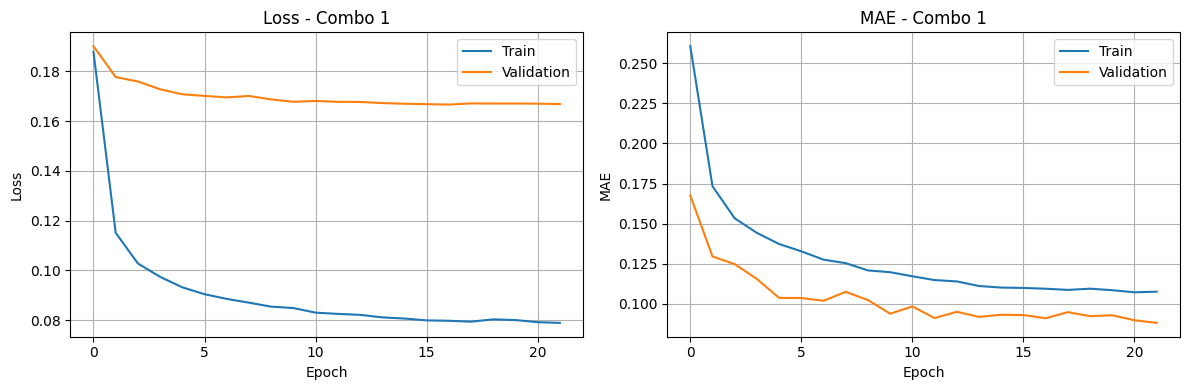 Loss - Combo 1
Train
Validation
0.18
0.16
0.14
0.12
0.10
0.08
Loss
0
5
10
15
20
Epoch
MAE - Combo 1
Train
Validation
0.250
0.225
0.200
0.175
0.150
0.125
0.100
MAE
0
5
10
15
20
Epoch